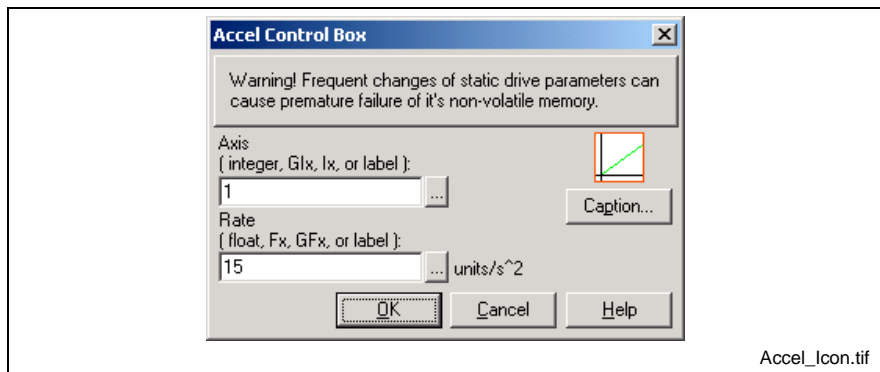 Accel Control Box
Warning! Frequent changes of static drive parameters can
cause premature failure of it's non-volatile memory.
Axis
( integer, GIx, Ix, or label ):
1
...
Caption...
Rate
( float, Fx, GFx, or label ):
15
... units/s^2
OK
Cancel
Help
Accel_Icon.tif